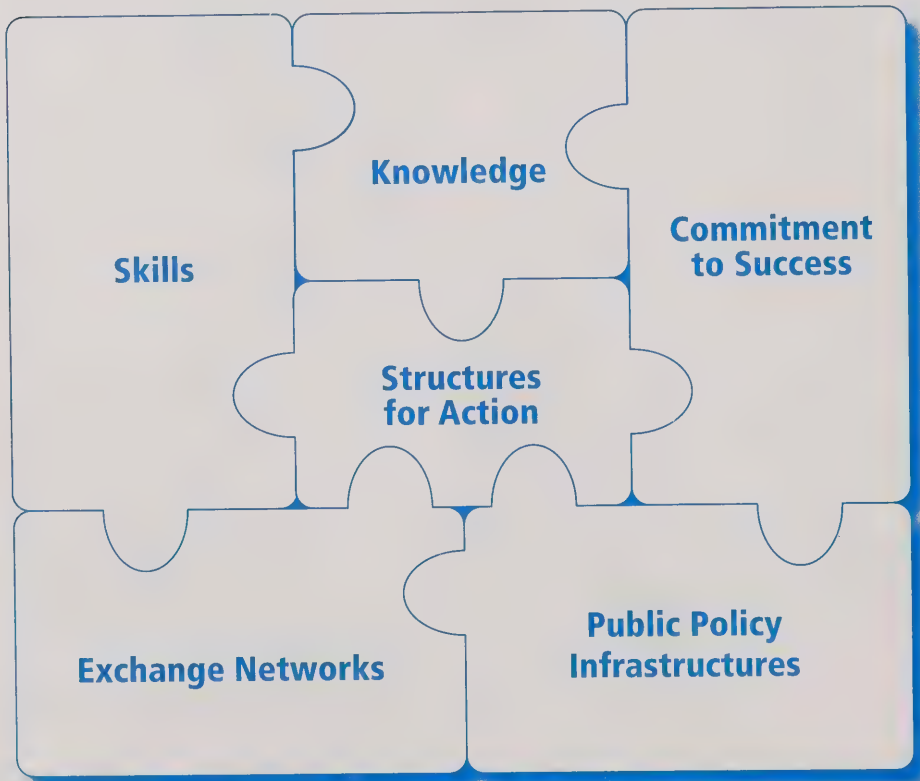 Knowledge
Commitment
to Success
Skills
Structures
for Action
Public Policy
Infrastructures
Exchange Networks